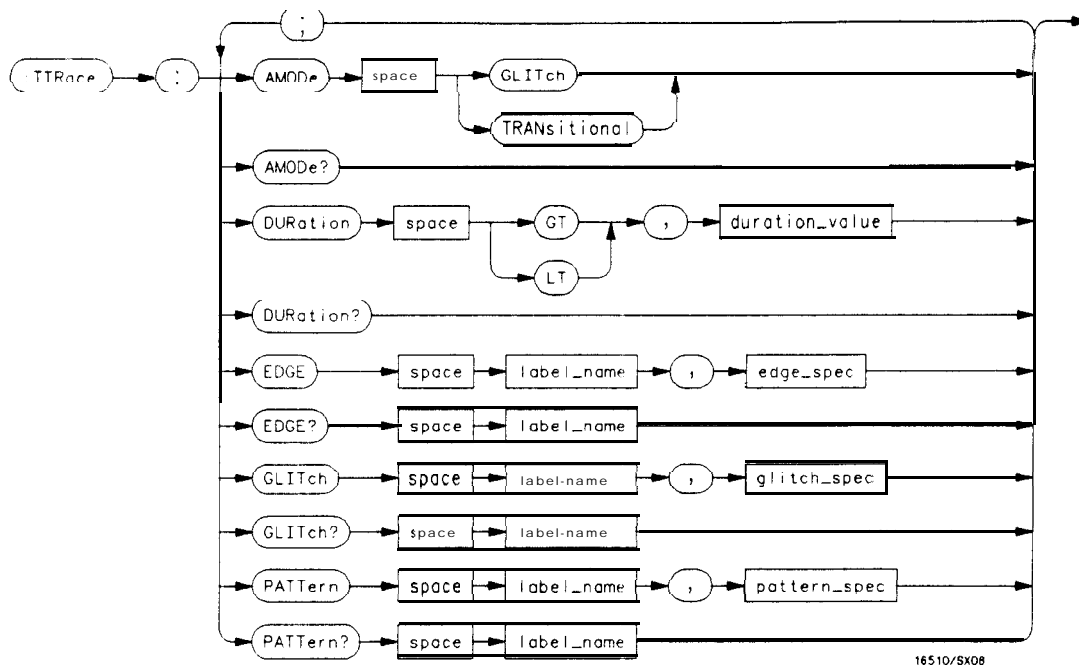 ;
:TTRace : AMODe space GLITch
TRANsitional
AMODe?
DURation space GT , duration_value
LT
DURation?
EDGE space label_name , edge_spec
EDGE? space label_name
GLITch space label-name , glitch_spec
GLITch? space label-name
PATTern space label_name , pattern_spec
PATTern? space label_name
16510/SX08